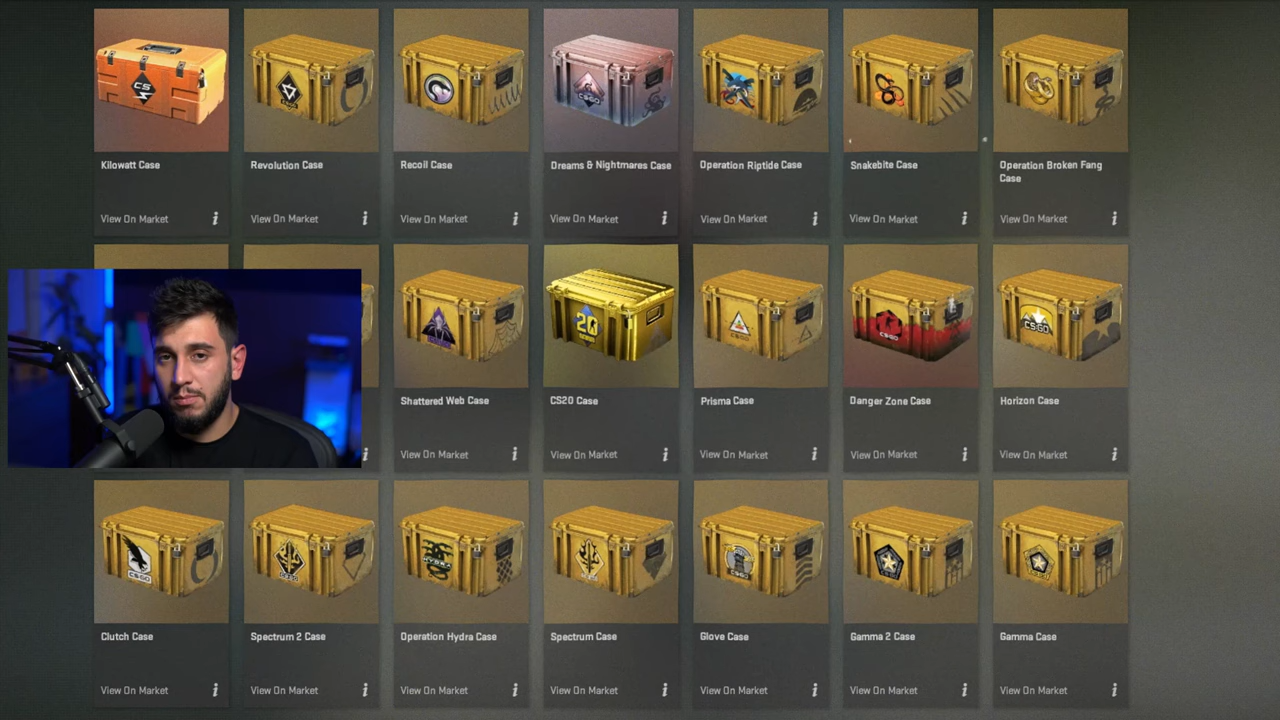 Kilowatt Case
Revolution Case
Recoil Case
Dreams & Nightmares Case
Operation Riptide Case
Snakebite Case
Operation Broken Fang
Case
View On Market
View On Market
View On Market
View On Market
View On Market
View On Market
View On Market
Shattered Web Case
CS20 Case
Prisma Case
Danger Zone Case
Horizon Case
View On Market
View On Market
View On Market
View On Market
View On Market
Clutch Case
Spectrum 2 Case
Operation Hydra Case
Spectrum Case
Glove Case
Gamma 2 Case
Gamma Case
View On Market
View On Market
View On Market
View On Market
View On Market
View On Market
View On Market